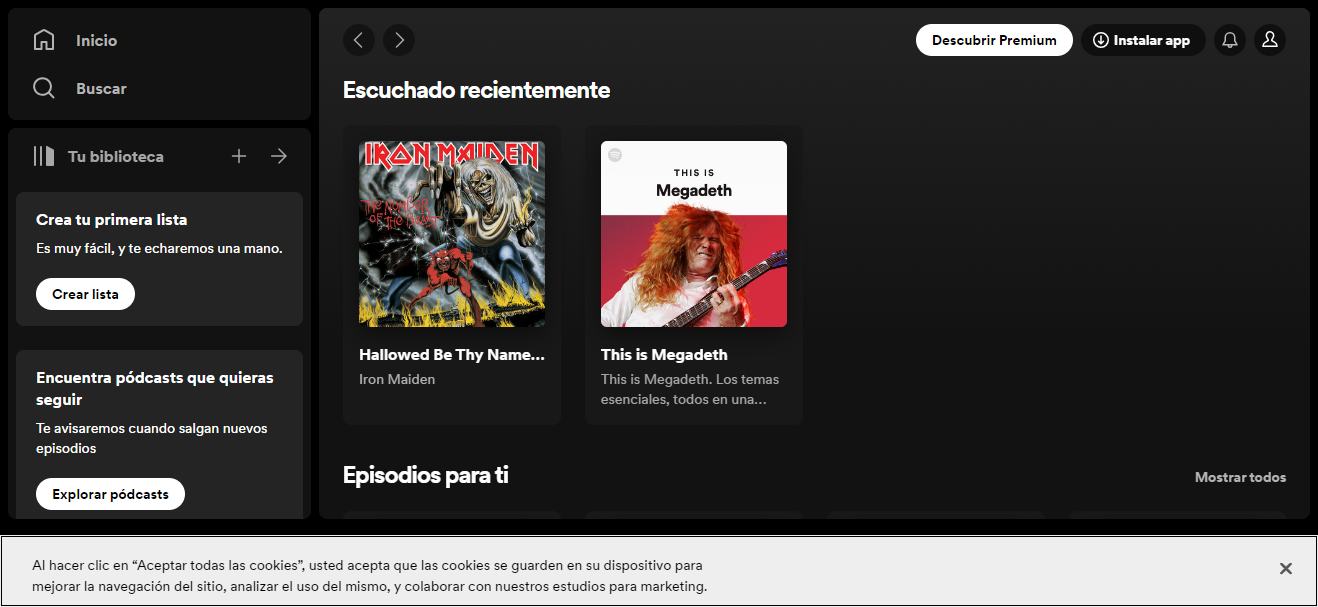 Inicio
Buscar
Tu biblioteca
Crea tu primera lista
Es muy fácil, y te echaremos una mano.
Crear lista
Encuentra pódcasts que quieras
seguir
Te avisaremos cuando salgan nuevos
episodios
Explorar pódcasts
Descubrir Premium
Instalar app
Escuchado recientemente
IRON MAIDEN
THE NUMBER
OF THE BEAST
Hallowed Be Thy Name...
Iron Maiden
THIS IS
Megadeth
This is Megadeth
This is Megadeth. Los temas
esenciales, todos en una...
Episodios para ti
Mostrar todos
Al hacer clic en “Aceptar todas las cookies”, usted acepta que las cookies se guarden en su dispositivo para
mejorar la navegación del sitio, analizar el uso del mismo, y colaborar con nuestros estudios para marketing.